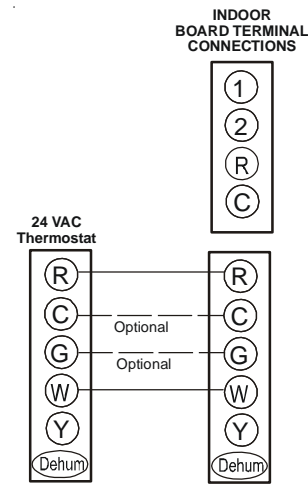 INDOOR
BOARD TERMINAL
CONNECTIONS
1
2
R
C
24 VAC
Thermostat
R R
C Optional C
G Optional G
W W
Y Y
Dehum Dehum